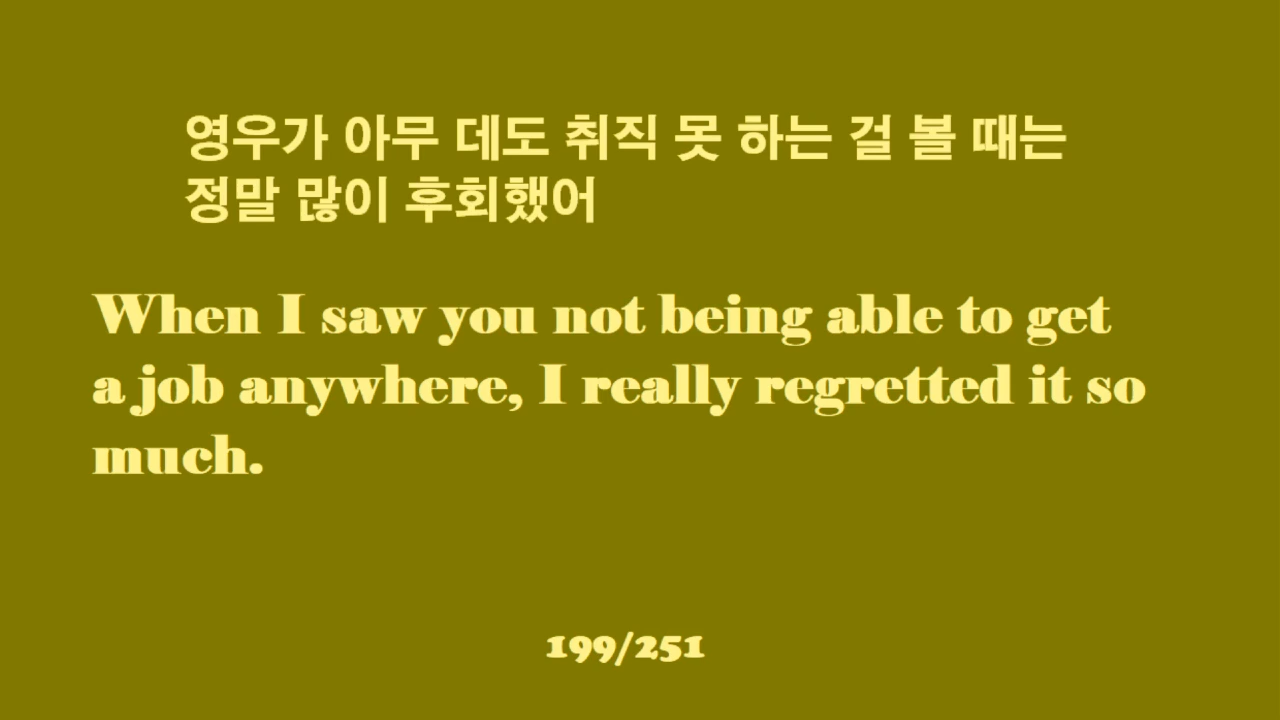 영우가 아무 데도 취직 못 하는 걸 볼 때는
정말 많이 후회했어
When I saw you not being able to get
a job anywhere, I really regretted it so
much.
199/251